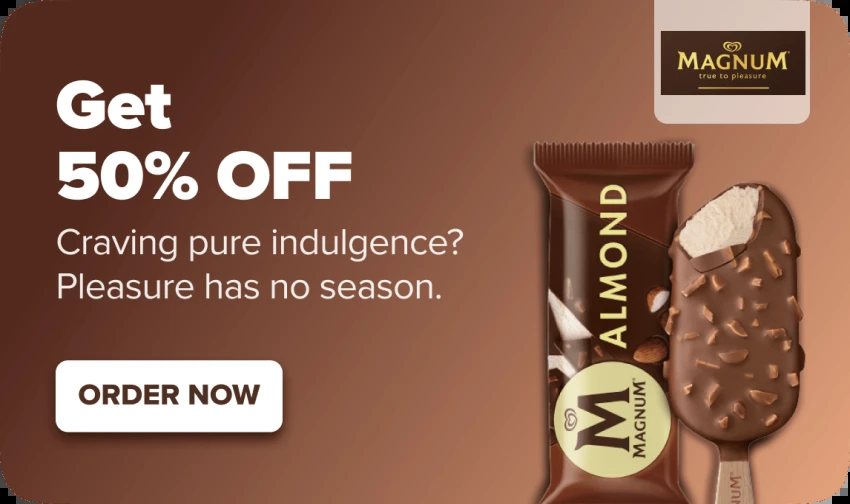 MAGNUM
true to pleasure
Get
50% OFF
Craving pure indulgence?
Pleasure has no season.
ORDER NOW
ALMOND
M
MAGNUM